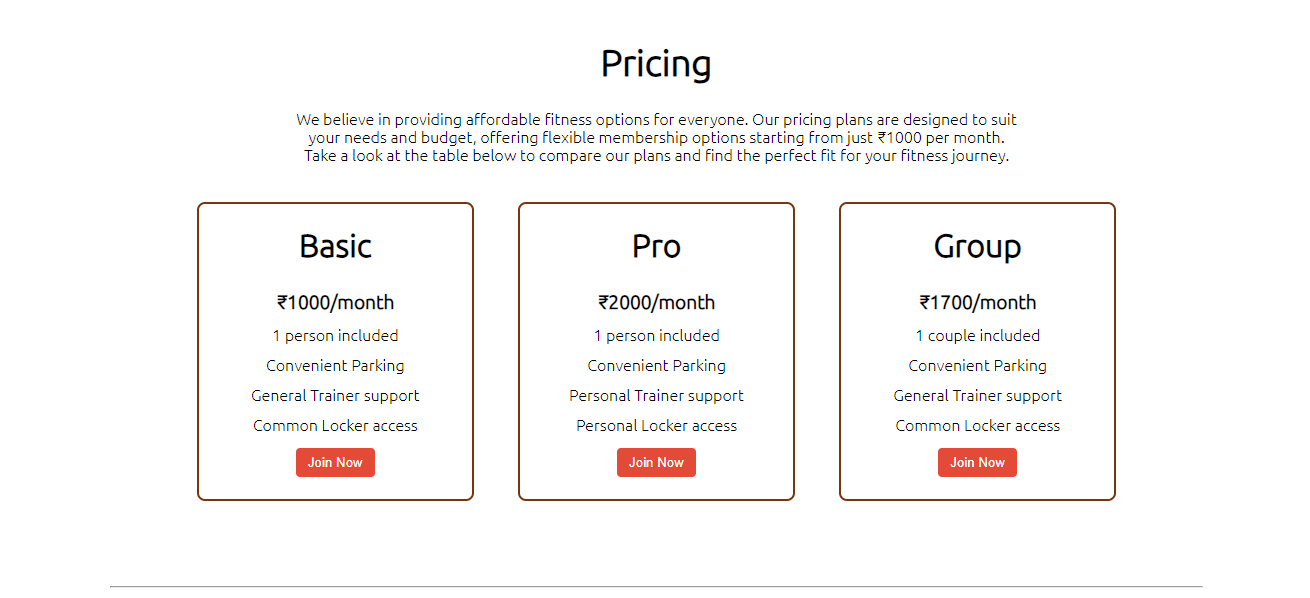 Pricing
We believe in providing affordable fitness options for everyone. Our pricing plans are designed to suit
your needs and budget, offering flexible membership options starting from just ₹1000 per month.
Take a look at the table below to compare our plans and find the perfect fit for your fitness journey.
Basic
₹1000/month
1 person included
Convenient Parking
General Trainer support
Common Locker access
Join Now
Pro
₹2000/month
1 person included
Convenient Parking
Personal Trainer support
Personal Locker access
Join Now
Group
₹1700/month
1 couple included
Convenient Parking
General Trainer support
Common Locker access
Join Now